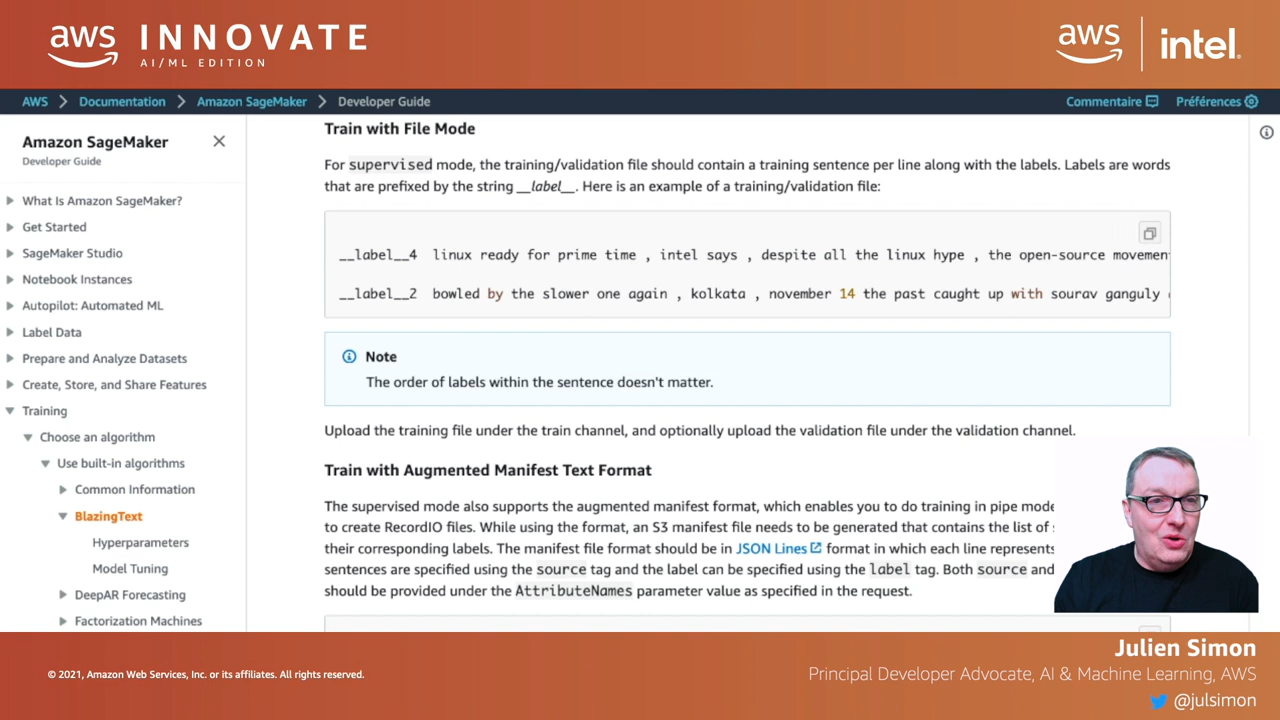 aws INNOVATE
AI/ML EDITION
aws intel.
AWS Documentation Amazon SageMaker Developer Guide
Commentaire Préférences
Amazon SageMaker
Developer Guide
What Is Amazon SageMaker?
Get Started
SageMaker Studio
Notebook Instances
Autopilot: Automated ML
Label Data
Prepare and Analyze Datasets
Create, Store, and Share Features
Training
Choose an algorithm
Use built-in algorithms
Common Information
BlazingText
Hyperparameters
Model Tuning
DeepAR Forecasting
Factorization Machines
Train with File Mode
For supervised mode, the training/validation file should contain a training sentence per line along with the labels. Labels are words
that are prefixed by the string __label__. Here is an example of a training/validation file:
__label__4 linux ready for prime time , intel says , despite all the linux hype , the open-source movemen
__label__2 bowled by the slower one again , kolkata , november 14 the past caught up with sourav ganguly
Note
The order of labels within the sentence doesn't matter.
Upload the training file under the train channel, and optionally upload the validation file under the validation channel.
Train with Augmented Manifest Text Format
The supervised mode also supports the augmented manifest format, which enables you to do training in pipe mode
to create RecordIO files. While using the format, an S3 manifest file needs to be generated that contains the list of
their corresponding labels. The manifest file format should be in JSON Lines format in which each line represents
sentences are specified using the source tag and the label can be specified using the label tag. Both source and
should be provided under the AttributeNames parameter value as specified in the request.
© 2021, Amazon Web Services, Inc. or its affiliates. All rights reserved.
Julien Simon
Principal Developer Advocate, AI & Machine Learning, AWS
@julsimon